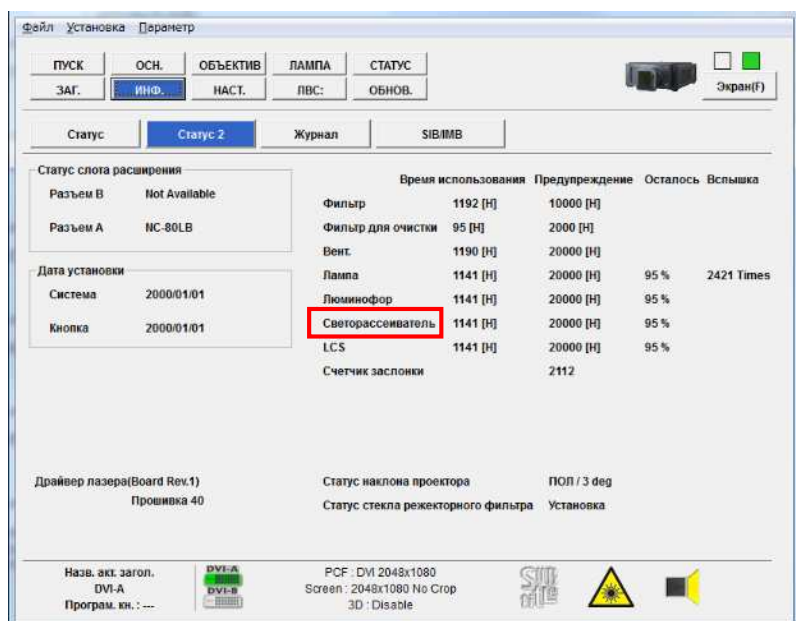 Файл Установка Параметр
ПУСК ОСН. ОБЪЕКТИВ ЛАМПА СТАТУС
ЗАГ. ИНФ. НАСТ. ЛВС: ОБНОВ. Экран(F)
Статус Статус 2 Журнал SIB/IMB
Статус слота расширения
Разъем В Not Available
Разъем А NC-80LB
Дата установки
Система 2000/01/01
Кнопка 2000/01/01
Время использования Предупреждение Осталось Вспышка
Фильтр 1192 [H] 10000 [H]
Фильтр для очистки 95 [H] 2000 [H]
Вент. 1190 [H] 20000 [H]
Лампа 1141 [H] 20000 [H] 95 % 2421 Times
Люминофор 1141 [H] 20000 [H] 95 %
Светорассеиватель 1141 [H] 20000 [H] 95 %
LCS 1141 [H] 20000 [H] 95 %
Счетчик заслонки 2112
Драйвер лазера(Board Rev.1)
Прошивка 40
Статус наклона проектора ПОЛ / 3 deg
Статус стекла режекторного фильтра Установка
Назв. акт. загол.
DVI-A
Програм. кн. : ---
DVI-A
DVI-B
PCF : DVI 2048x1080
Screen : 2048x1080 No Crop
3D : Disable